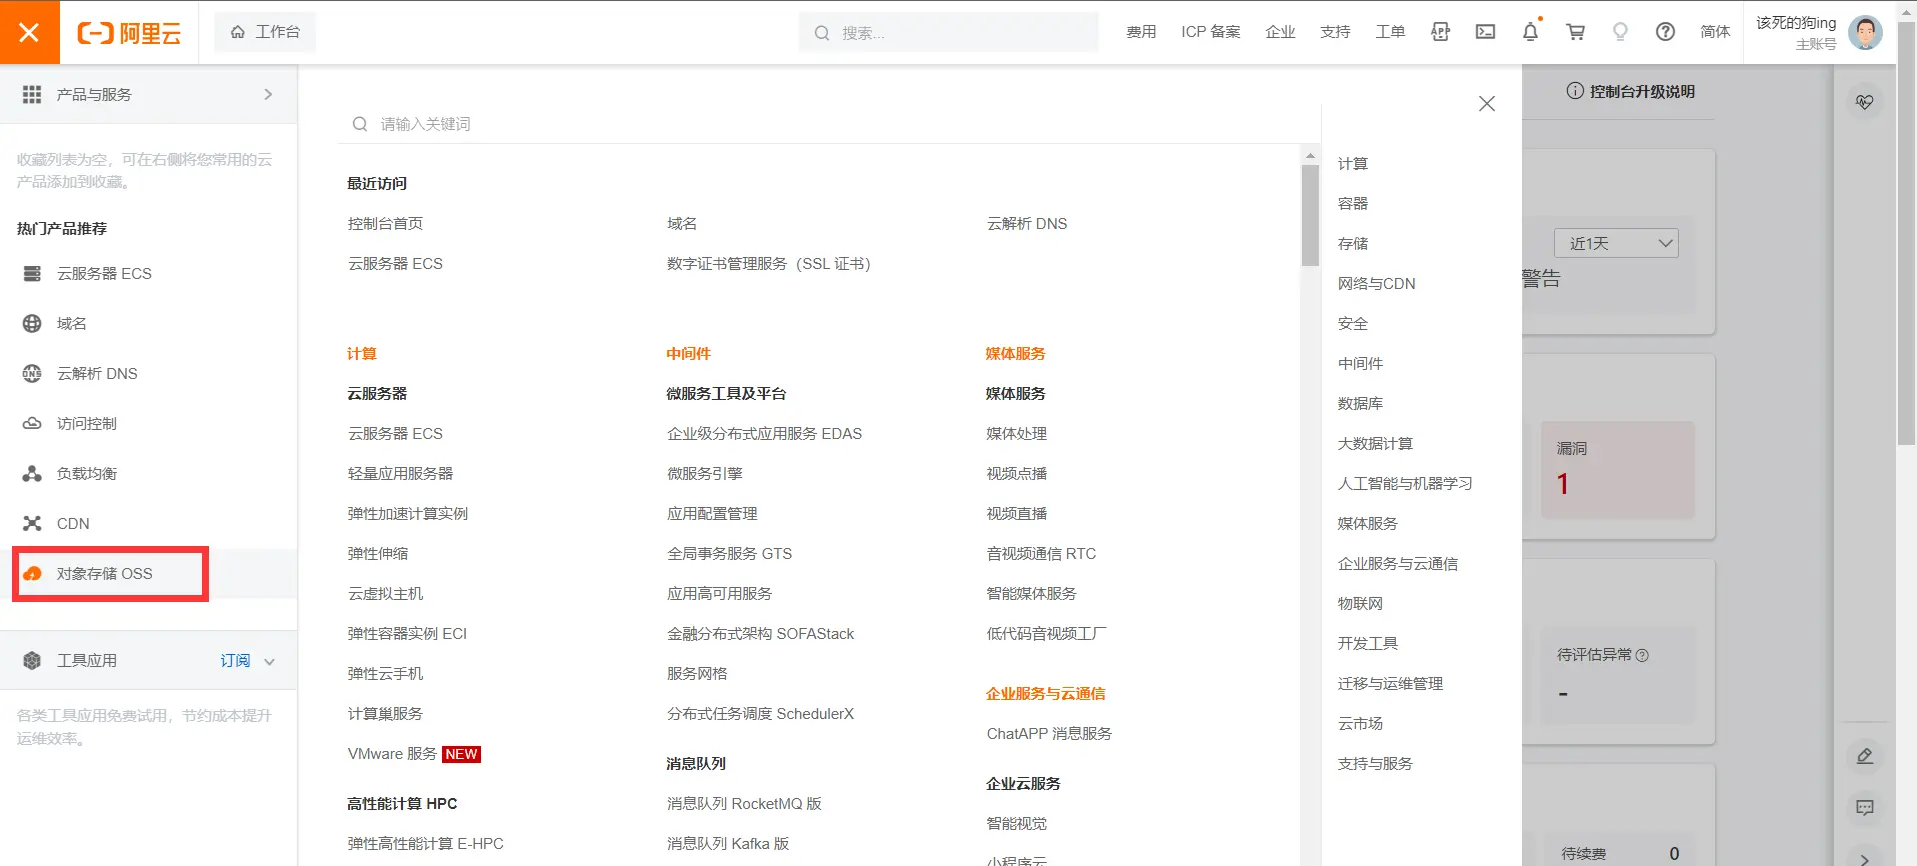 阿里云
工作台
搜索...
费用
ICP 备案
企业
支持
工单
APP
简体
该死的狗ing
主账号
产品与服务
收藏列表为空，可在右侧将您常用的云
产品添加到收藏。
热门产品推荐
云服务器 ECS
域名
DNS
云解析 DNS
访问控制
负载均衡
CDN
对象存储 OSS
工具应用
订阅
各类工具应用免费试用，节约成本提升
运维效率。
请输入关键词
最近访问
控制台首页
域名
云解析 DNS
云服务器 ECS
数字证书管理服务（SSL 证书）
计算
云服务器
云服务器 ECS
轻量应用服务器
弹性加速计算实例
弹性伸缩
云虚拟主机
弹性容器实例 ECI
弹性云手机
计算巢服务
VMware 服务 NEW
高性能计算 HPC
弹性高性能计算 E-HPC
中间件
微服务工具及平台
企业级分布式应用服务 EDAS
微服务引擎
应用配置管理
全局事务服务 GTS
应用高可用服务
金融分布式架构 SOFAStack
服务网格
分布式任务调度 SchedulerX
消息队列
消息队列 RocketMQ 版
消息队列 Kafka 版
媒体服务
媒体服务
媒体处理
视频点播
视频直播
音视频通信 RTC
智能媒体服务
低代码音视频工厂
企业服务与云通信
ChatAPP 消息服务
企业云服务
智能视觉
小程序云
计算
容器
存储
网络与CDN
安全
中间件
数据库
大数据计算
人工智能与机器学习
媒体服务
企业服务与云通信
物联网
开发工具
迁移与运维管理
云市场
支持与服务
控制台升级说明
近1天
警告
漏洞
1
待评估异常
-
待续费
0